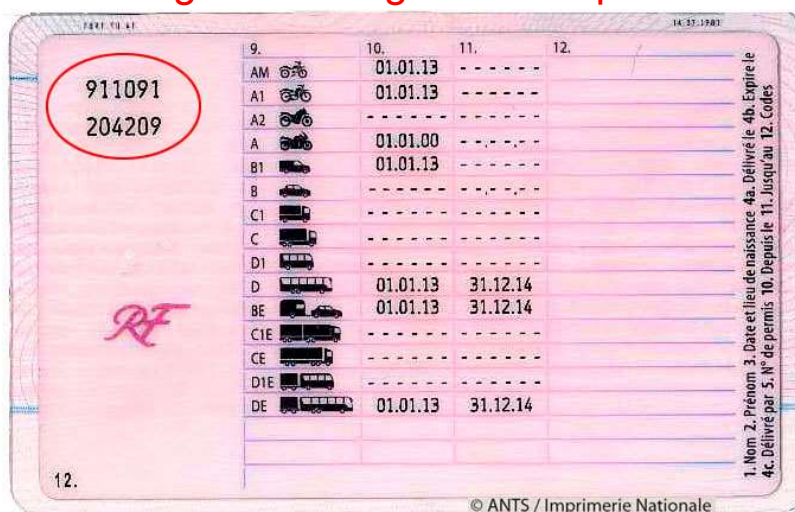 14.07.1983
9. 10. 11. 12.
911091
204209
AM 01.01.13 - - - - - -
A1 01.01.13 - - - - - -
A2 - - - - - - - - - - - -
A 01.01.00 - - . - - . - -
B1 01.01.13 - - - - - -
B - - - - - - - - . - - . - -
C1 - - - - - - - - - - - -
C - - - - - - - - - - - -
D1 - - - - - - - - - - - -
D 01.01.13 31.12.14
BE 01.01.13 31.12.14
C1E - - - - - - - - - - - -
CE - - - - - - - - - - - -
D1E - - - - - - - - - - - -
DE 01.01.13 31.12.14
RF
12.
1. Nom 2. Prénom 3. Date et lieu de naissance 4a. Délivré le 4b. Expire le
4c. Délivré par 5. N° de permis 10. Depuis le 11. Jusqu'au 12. Codes
© ANTS / Imprimerie Nationale